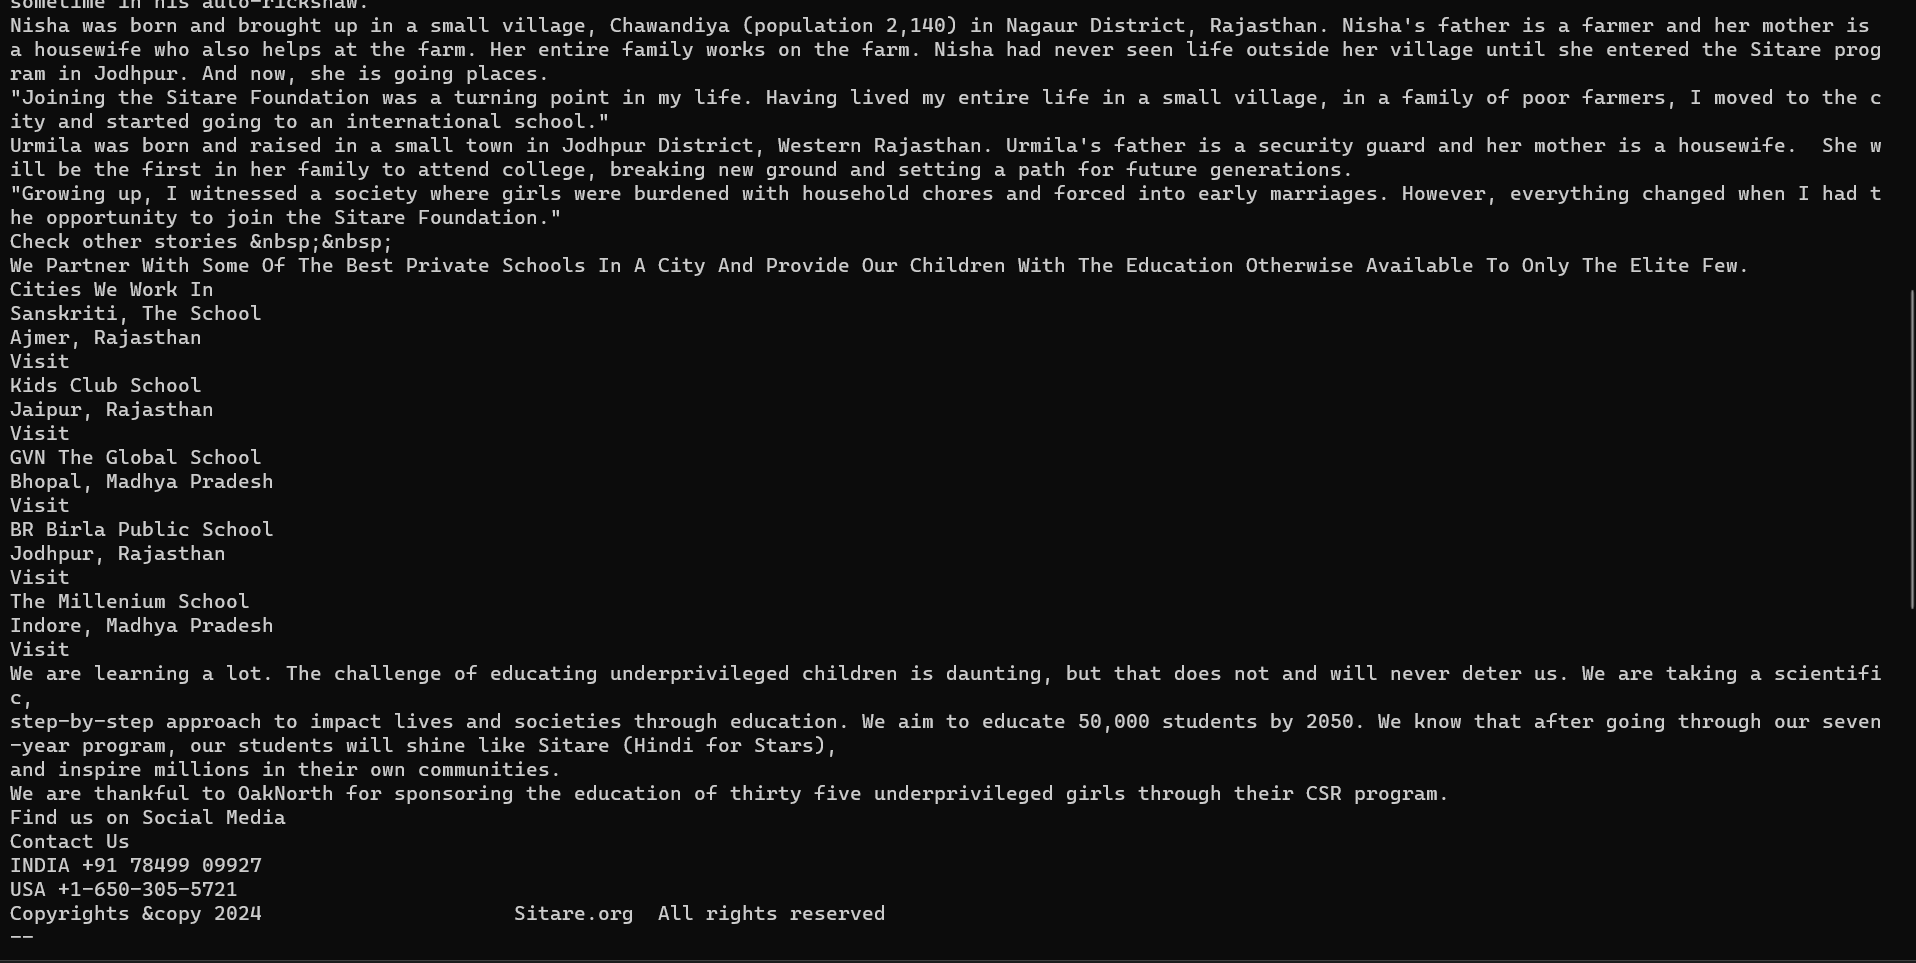 sometime in his auto-rickshaw.
Nisha was born and brought up in a small village, Chawandiya (population 2,140) in Nagaur District, Rajasthan. Nisha's father is a farmer and her mother is
a housewife who also helps at the farm. Her entire family works on the farm. Nisha had never seen life outside her village until she entered the Sitare prog
ram in Jodhpur. And now, she is going places.
"Joining the Sitare Foundation was a turning point in my life. Having lived my entire life in a small village, in a family of poor farmers, I moved to the c
ity and started going to an international school."
Urmila was born and raised in a small town in Jodhpur District, Western Rajasthan. Urmila's father is a security guard and her mother is a housewife.  She w
ill be the first in her family to attend college, breaking new ground and setting a path for future generations.
"Growing up, I witnessed a society where girls were burdened with household chores and forced into early marriages. However, everything changed when I had t
he opportunity to join the Sitare Foundation."
Check other stories &nbsp;&nbsp;
We Partner With Some Of The Best Private Schools In A City And Provide Our Children With The Education Otherwise Available To Only The Elite Few.
Cities We Work In
Sanskriti, The School
Ajmer, Rajasthan
Visit
Kids Club School
Jaipur, Rajasthan
Visit
GVN The Global School
Bhopal, Madhya Pradesh
Visit
BR Birla Public School
Jodhpur, Rajasthan
Visit
The Millenium School
Indore, Madhya Pradesh
Visit
We are learning a lot. The challenge of educating underprivileged children is daunting, but that does not and will never deter us. We are taking a scientifi
c,
step-by-step approach to impact lives and societies through education. We aim to educate 50,000 students by 2050. We know that after going through our seven
-year program, our students will shine like Sitare (Hindi for Stars),
and inspire millions in their own communities.
We are thankful to OakNorth for sponsoring the education of thirty five underprivileged girls through their CSR program.
Find us on Social Media
Contact Us
INDIA +91 78499 09927
USA +1-650-305-5721
Copyrights &copy 2024                     Sitare.org  All rights reserved
--